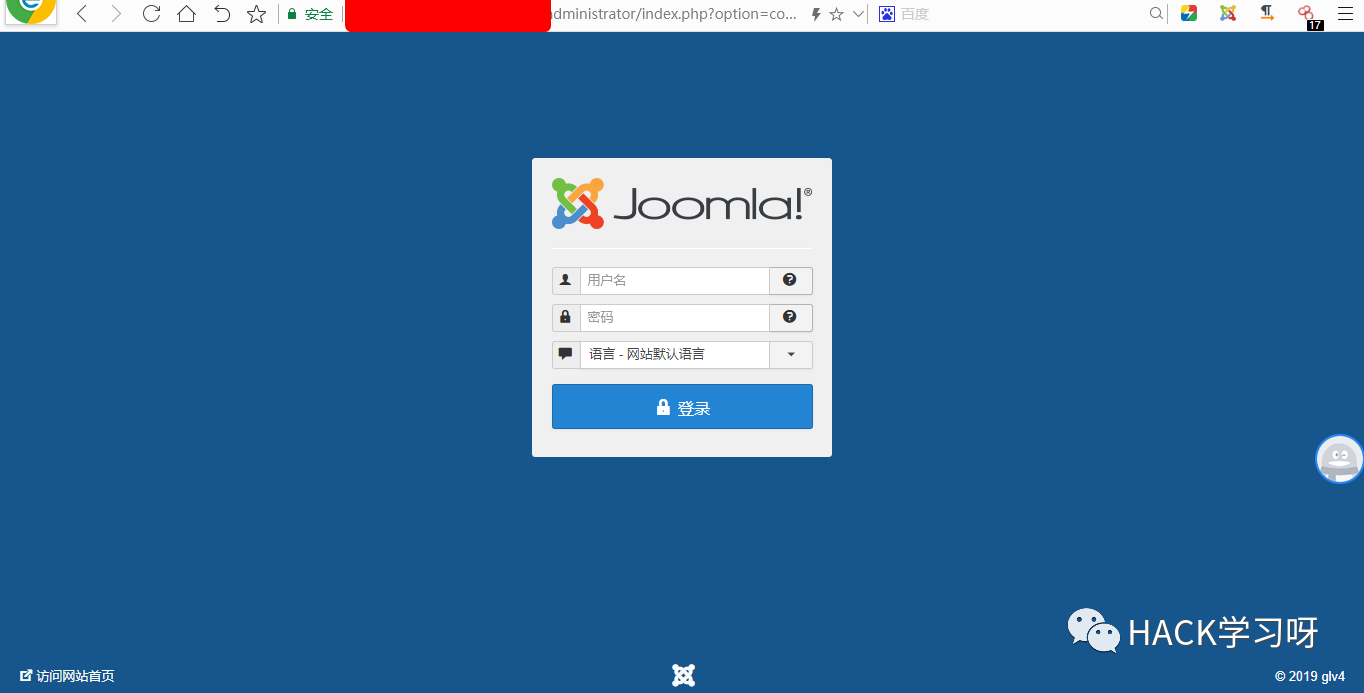 安全 dministrator/index.php?option=co... 百度
17
Joomla!®
用户名
密码
语言 - 网站默认语言
登录
HACK学习呀
访问网站首页
© 2019 glv4